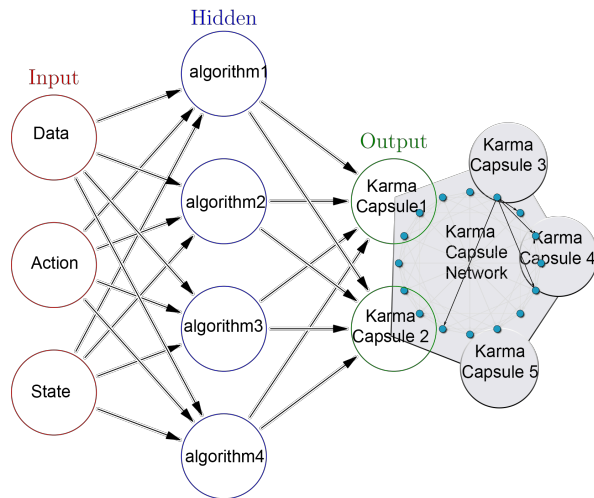 Input
Hidden
Output
Data
Action
State
algorithm1
algorithm2
algorithm3
algorithm4
Karma
Capsule1
Karma
Capsule 2
Karma
Capsule
Network
Karma
Capsule 3
Karma
Capsule 4
Karma
Capsule 5